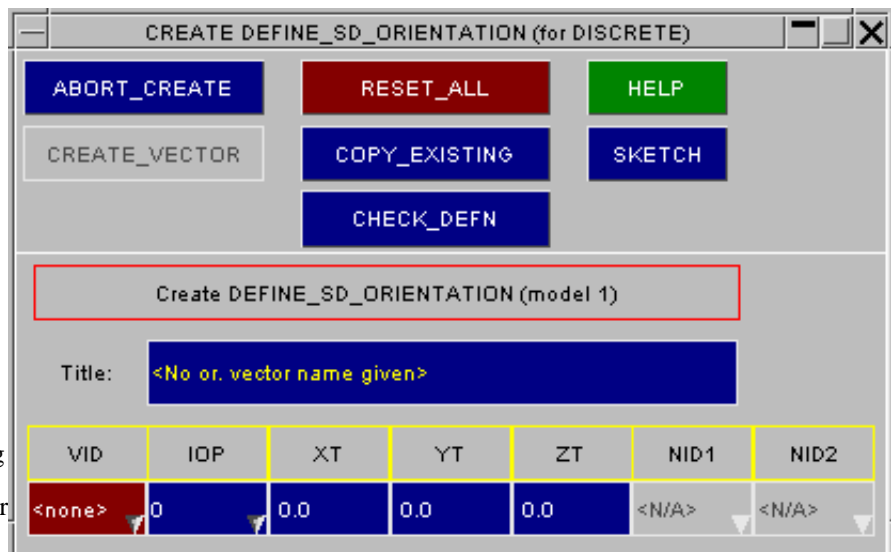 CREATE DEFINE_SD_ORIENTATION (for DISCRETE)
ABORT_CREATE RESET_ALL HELP
CREATE_VECTOR COPY_EXISTING SKETCH
CHECK_DEFN
Create DEFINE_SD_ORIENTATION (model 1)
Title: <No or. vector name given>
VID IOP XT YT ZT NID1 NID2
<none> 0 0.0 0.0 0.0 <N/A> <N/A>